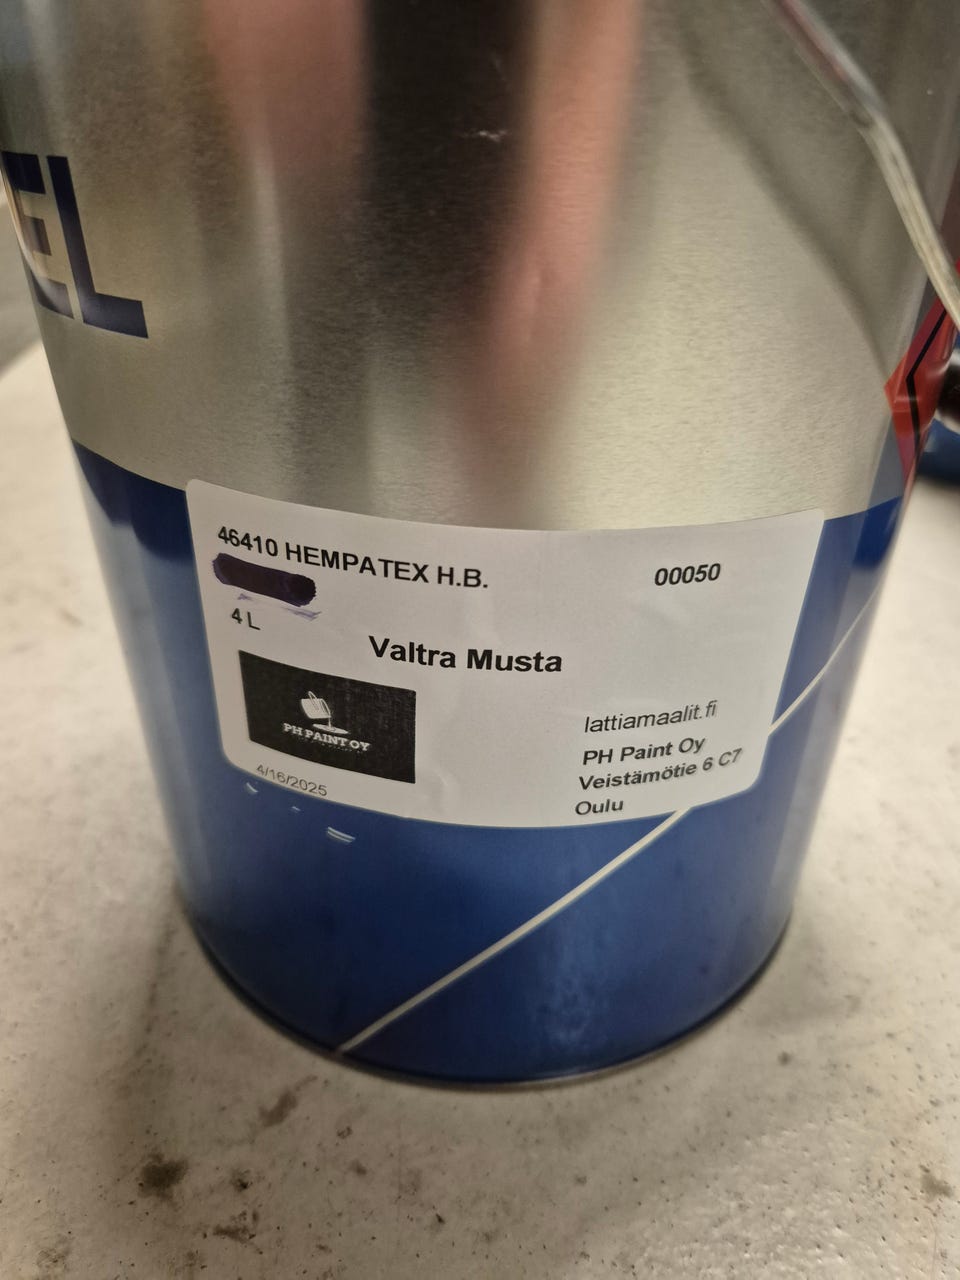 EL
46410 HEMPATEX H.B.
00050
4 L
Valtra Musta
PH PAINT OY
lattiamaalit.fi
PH Paint Oy
Veistämötie 6 C7
Oulu
4/16/2025